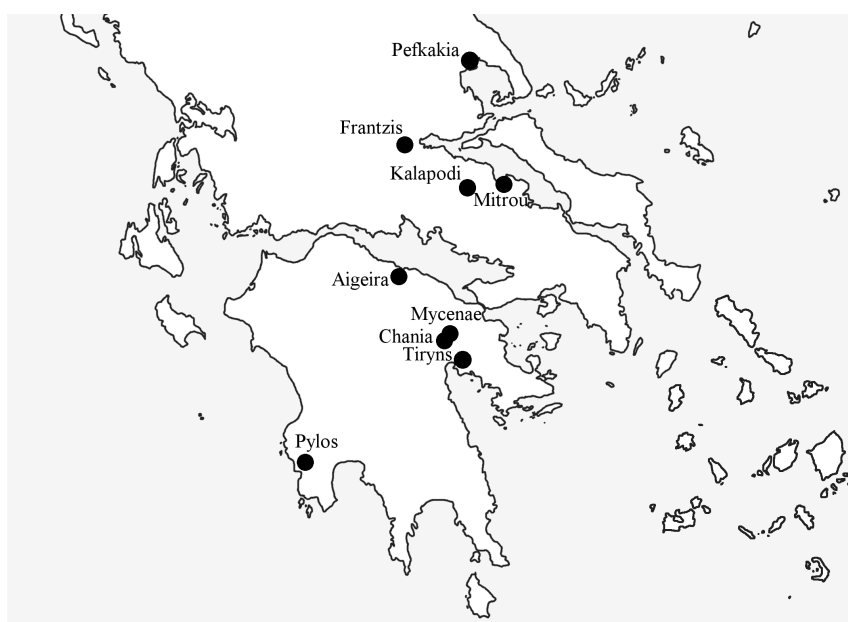 Pefkakia
Frantzis
Kalapodi
Mitrou
Aigeira
Mycenae
Chania
Tiryns
Pylos